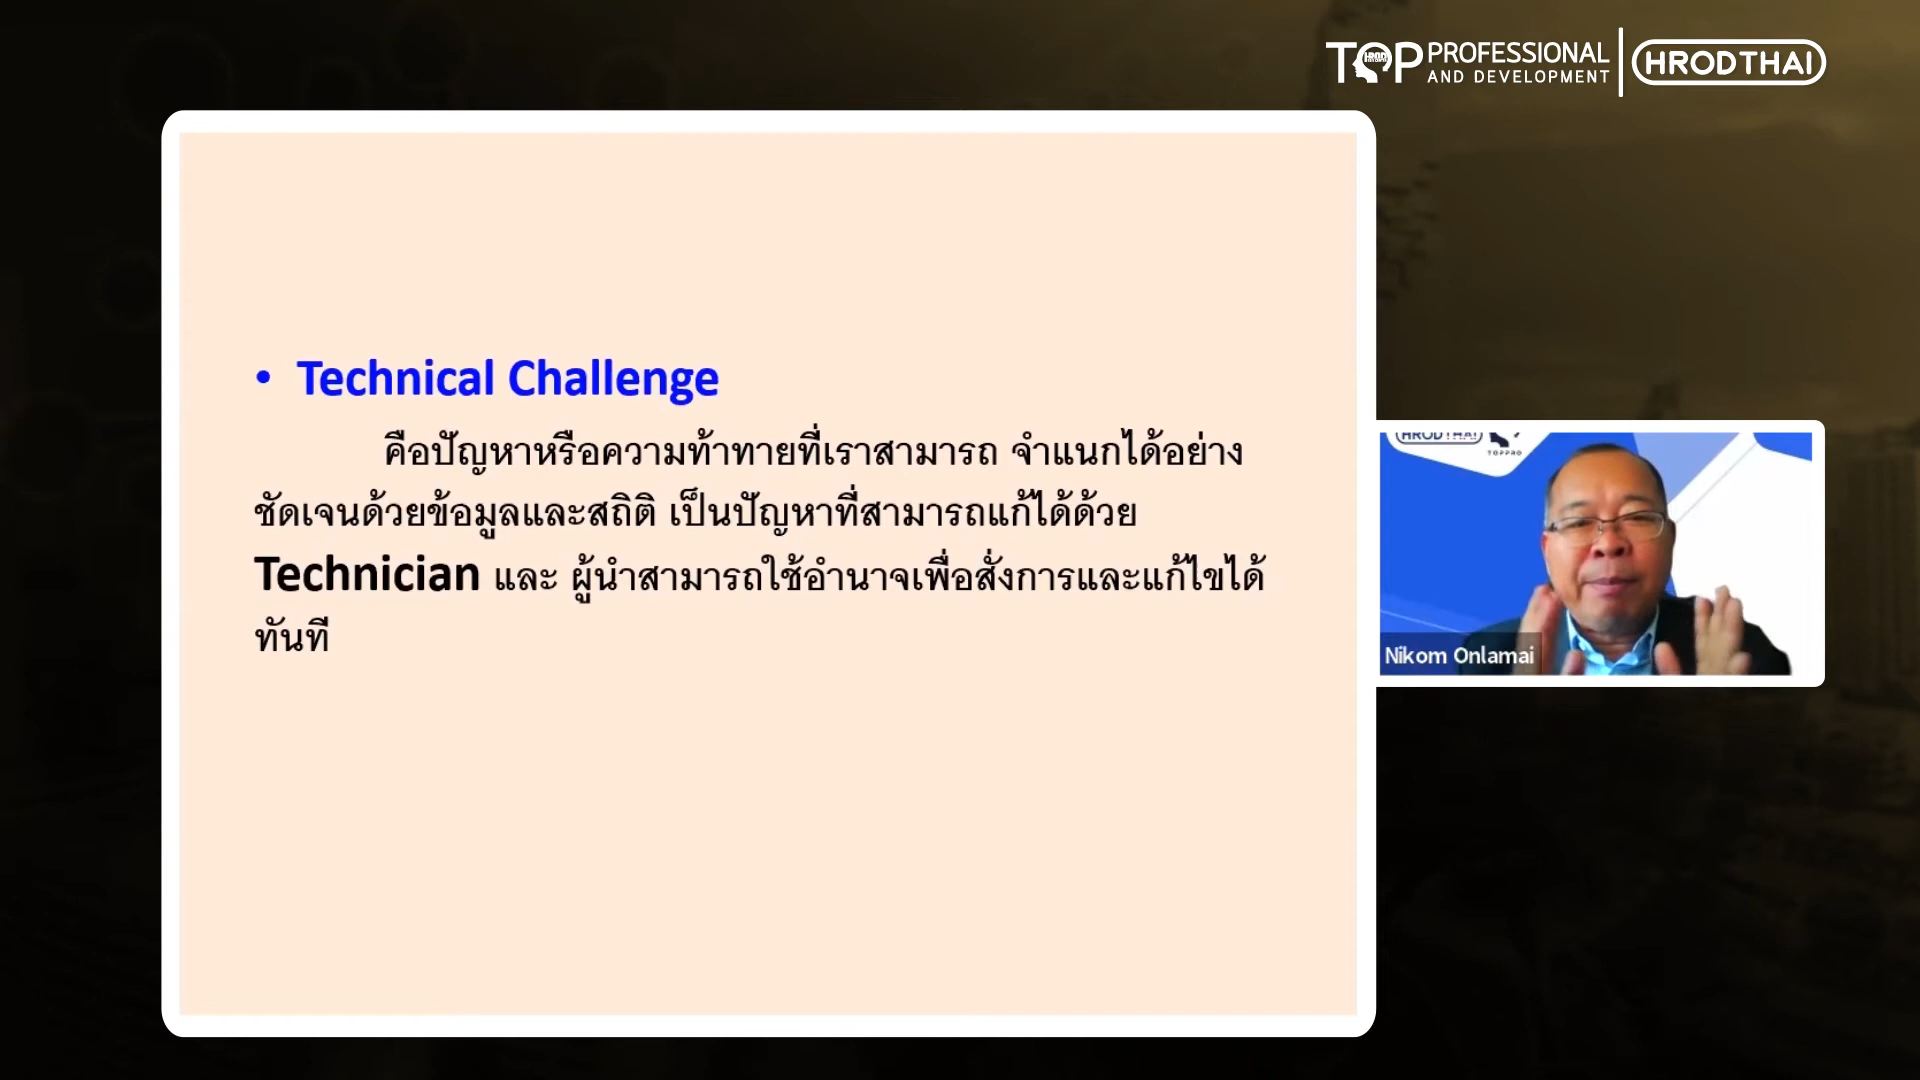 TOP PROFESSIONAL AND DEVELOPMENT
HRODTHAI
• Technical Challenge
คือปัญหาหรือความท้าทายที่เราสามารถ จำแนกได้อย่าง
ชัดเจนด้วยข้อมูลและสถิติ เป็นปัญหาที่สามารถแก้ได้ด้วย
Technician และ ผู้นำสามารถใช้อำนาจเพื่อสั่งการและแก้ไขได้
ทันที
HRODTHAI
TOPPRO
Nikom Onlamai